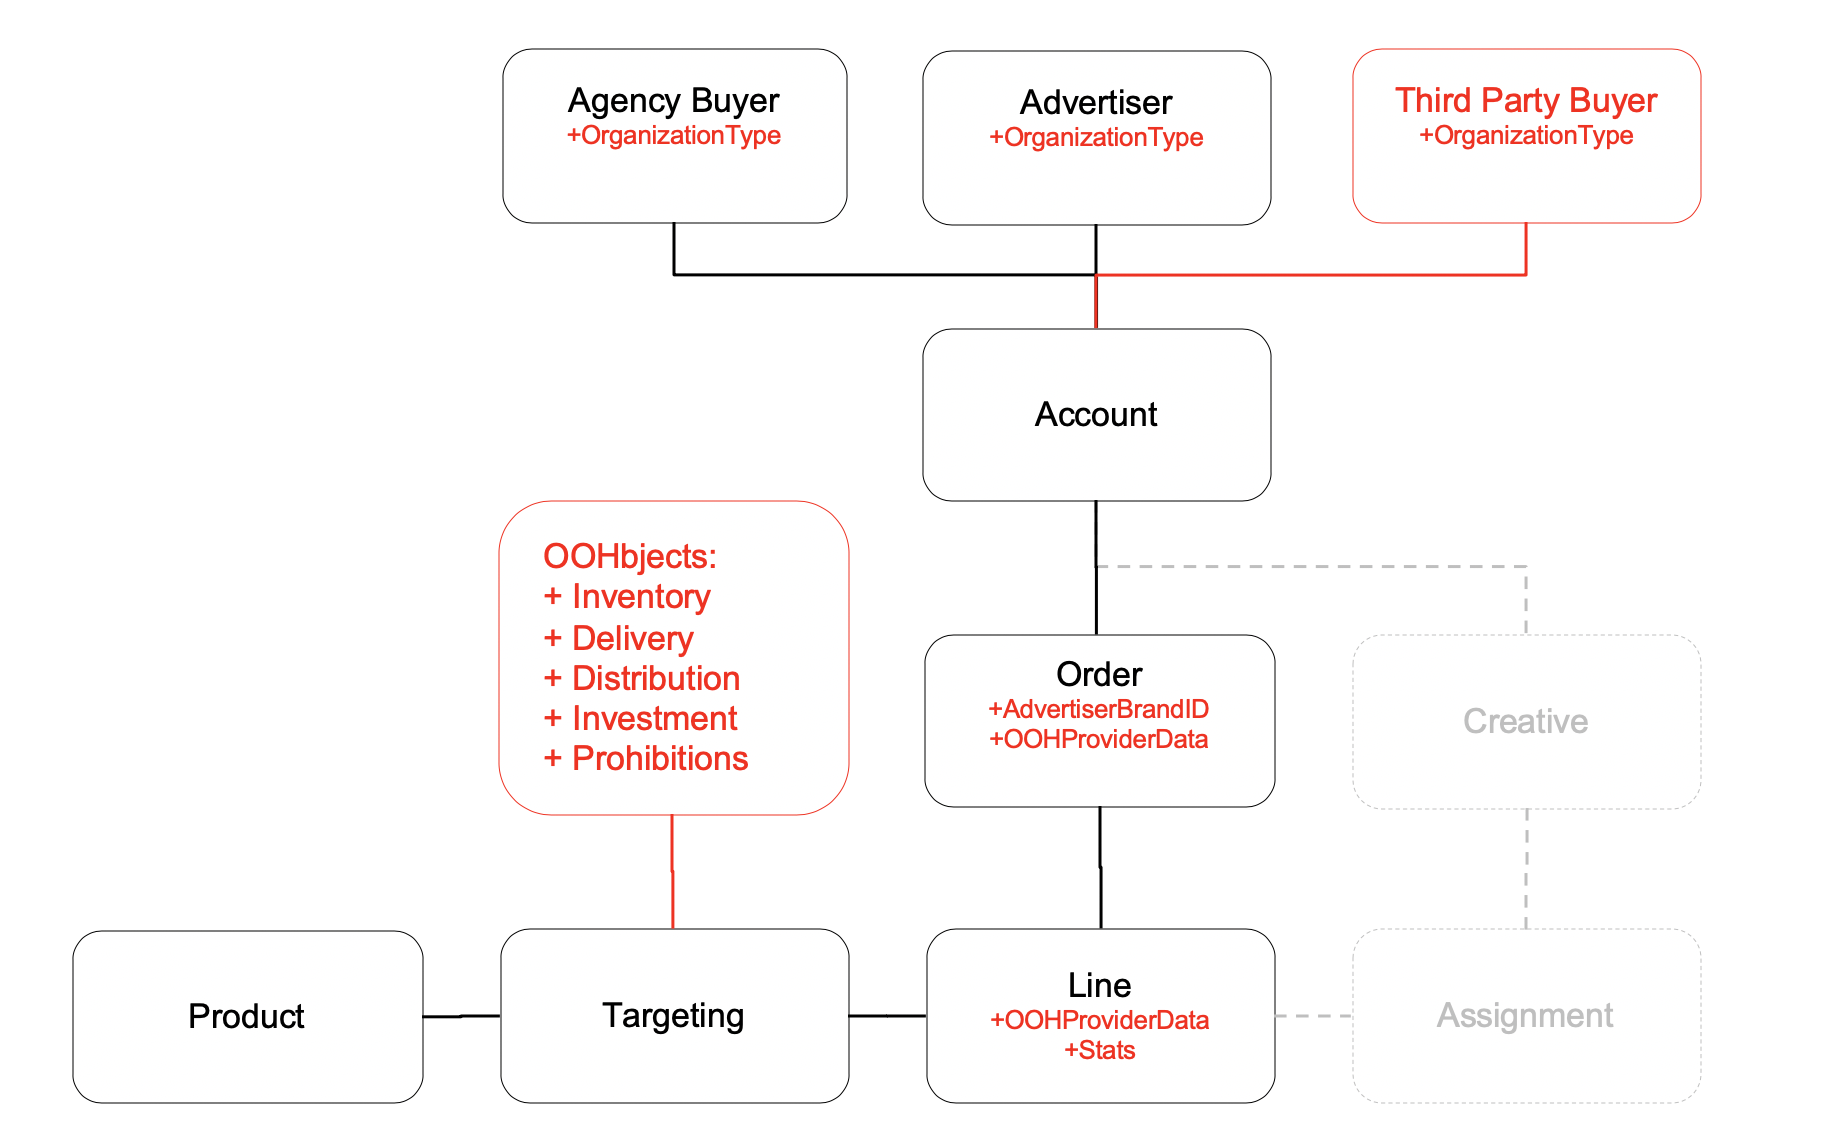 Agency Buyer
+OrganizationType
Advertiser
+OrganizationType
Third Party Buyer
+OrganizationType
Account
OOHbjects:
+ Inventory
+ Delivery
+ Distribution
+ Investment
+ Prohibitions
Order
+AdvertiserBrandID
+OOHProviderData
Creative
Product
Targeting
Line
+OOHProviderData
+Stats
Assignment